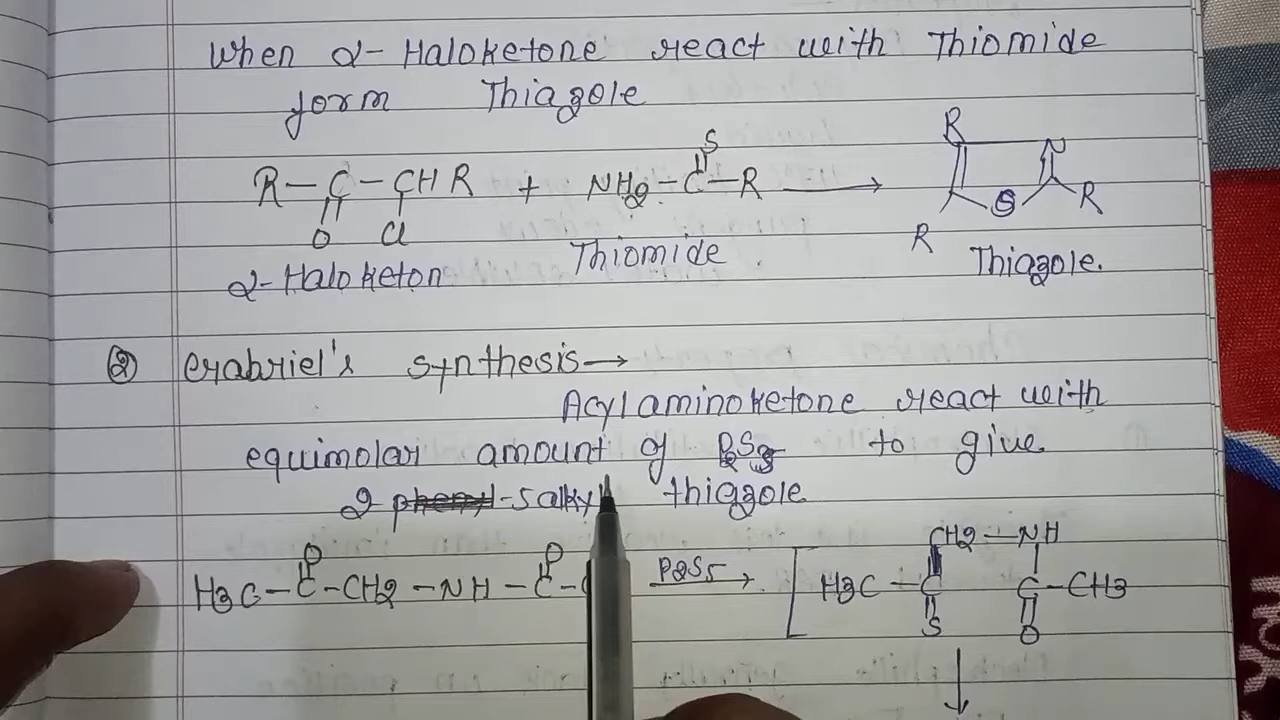 When α- Haloketone react with Thiomide
form Thiazole
R
N
S
R — C — CHR + NH2 — C — R → S R
O Cl
R
α-Haloketon Thiomide Thiazole.
② Gabriel's synthesis →
Acylaminoketone react with
equimolar amount of P2S5 to give
2 -5 alkyl thiazole
CH2 — NH
O O
H3C — C — CH2 — NH — C — P2S5 → [ H3C — C C — CH3
S O